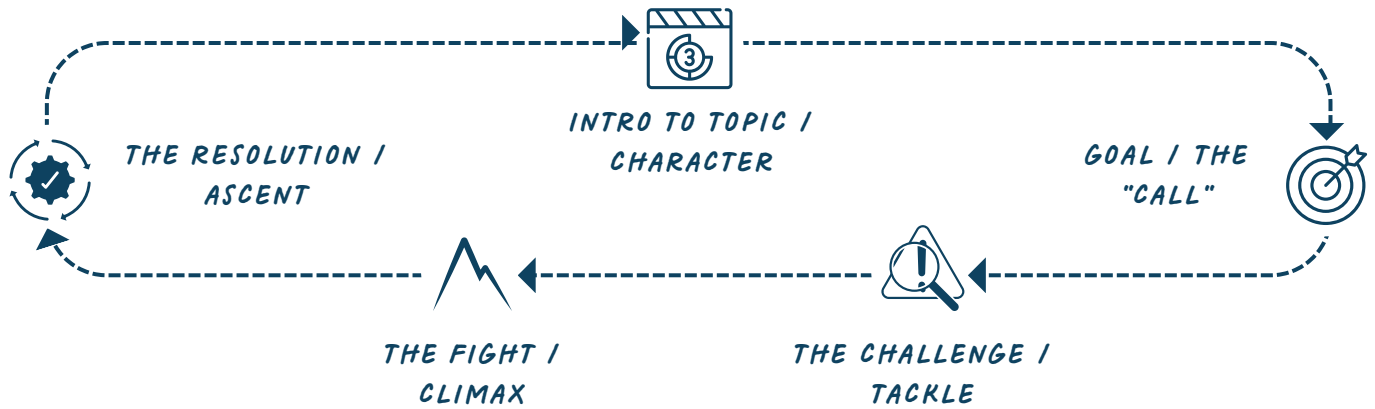 3
INTRO TO TOPIC /
CHARACTER
GOAL / THE
"CALL"
THE CHALLENGE /
TACKLE
THE FIGHT /
CLIMAX
THE RESOLUTION /
ASCENT